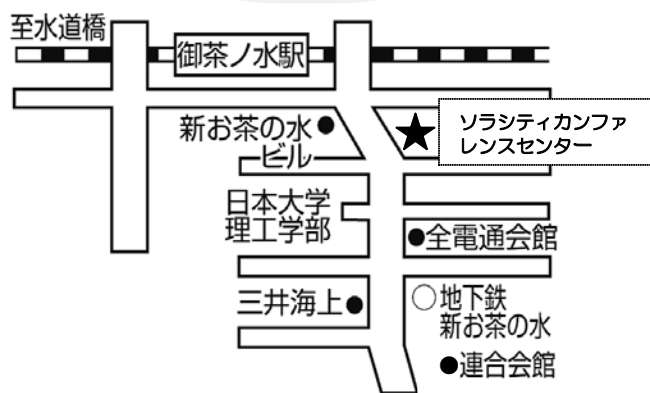 至水道橋
御茶ノ水駅
新お茶の水
ビル
ソラシティカンファ
レンスセンター
日本大学
理工学部
全電通会館
三井海上
地下鉄
新お茶の水
連合会館